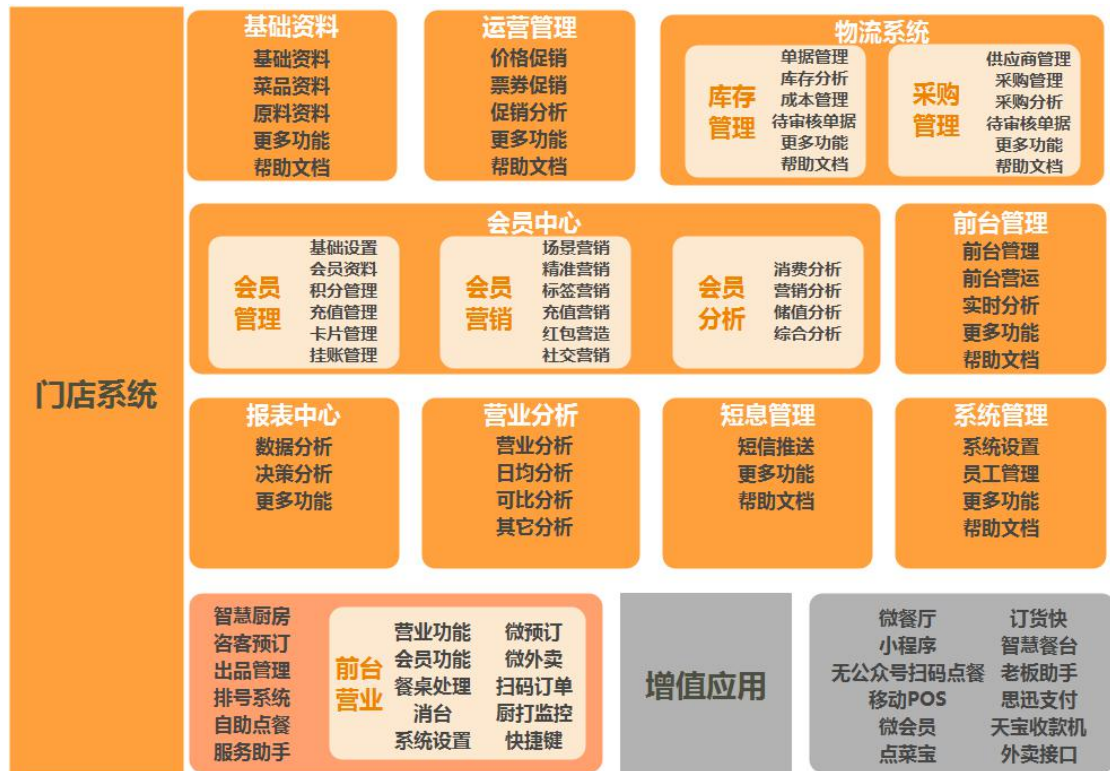 门店系统
基础资料
基础资料
菜品资料
原料资料
更多功能
帮助文档
运营管理
价格促销
票券促销
促销分析
更多功能
帮助文档
物流系统
库存
管理
单据管理
库存分析
成本管理
待审核单据
更多功能
帮助文档
采购
管理
供应商管理
采购管理
采购分析
待审核单据
更多功能
帮助文档
会员中心
会员
管理
基础设置
会员资料
积分管理
充值管理
卡片管理
挂账管理
会员
营销
场景营销
精准营销
标签营销
充值营销
红包营造
社交营销
会员
分析
消费分析
营销分析
储值分析
综合分析
前台管理
前台管理
前台营运
实时分析
更多功能
帮助文档
报表中心
数据分析
决策分析
更多功能
营业分析
营业分析
日均分析
可比分析
其它分析
短息管理
短信推送
更多功能
帮助文档
系统管理
系统设置
员工管理
更多功能
帮助文档
智慧厨房
咨客预订
出品管理
排号系统
自助点餐
服务助手
前台
营业
营业功能
会员功能
餐桌处理
消台
系统设置
微预订
微外卖
扫码订单
厨打监控
快捷键
增值应用
微餐厅
小程序
无公众号扫码点餐
移动POS
微会员
点菜宝
订货快
智慧餐台
老板助手
思迅支付
天宝收款机
外卖接口